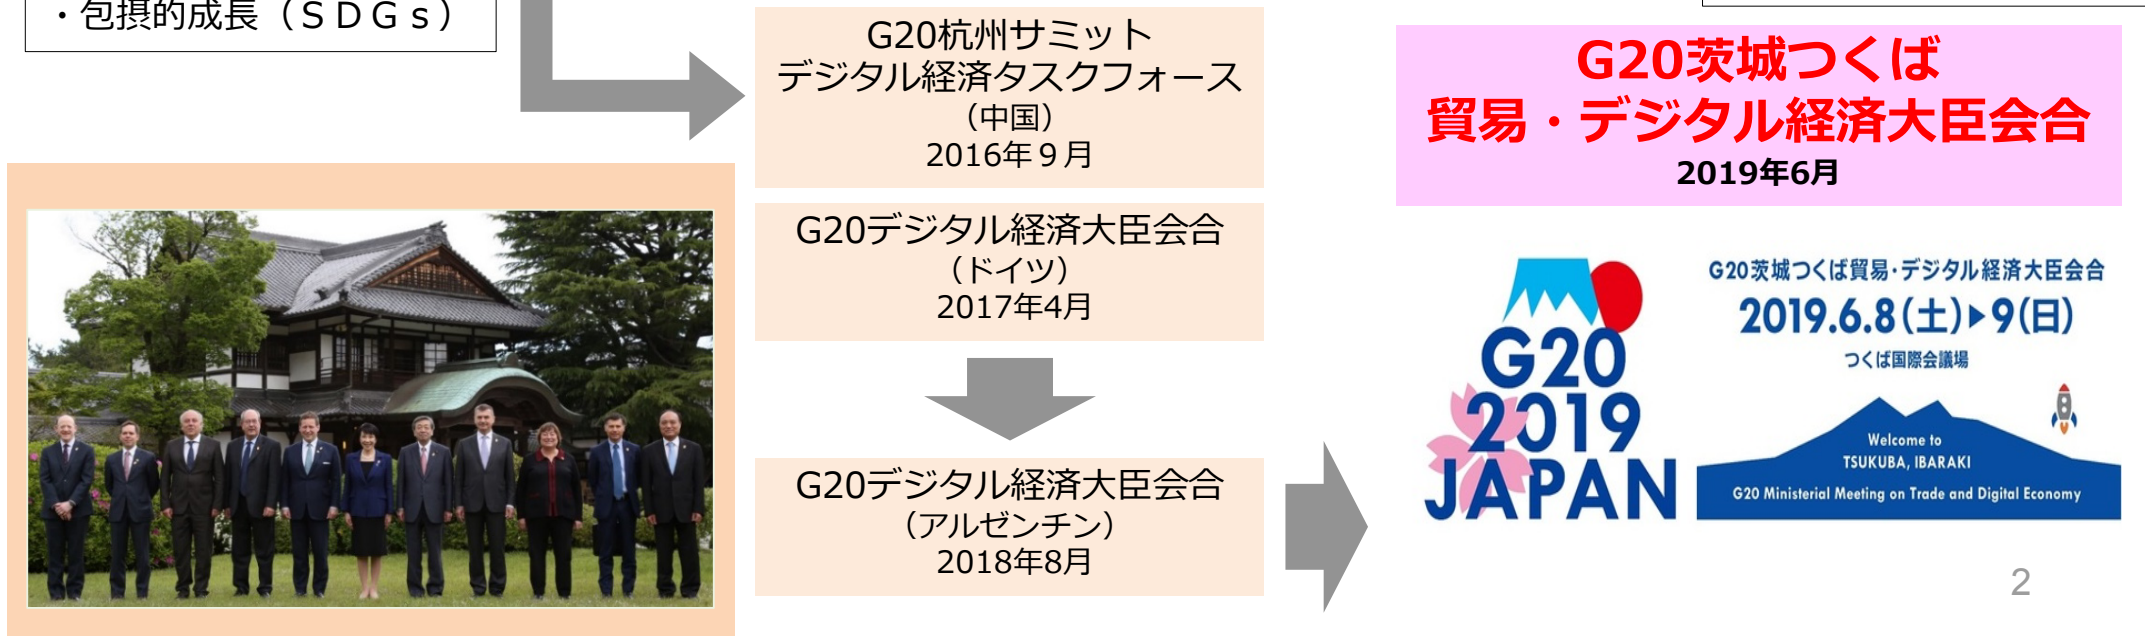 ・包摂的成長（ＳＤＧｓ）
G20杭州サミット
デジタル経済タスクフォース
（中国）
2016年９月
G20デジタル経済大臣会合
（ドイツ）
2017年4月
G20デジタル経済大臣会合
（アルゼンチン）
2018年8月
G20茨城つくば
貿易・デジタル経済大臣会合
2019年6月
G20
2019
JAPAN
G20茨城つくば貿易・デジタル経済大臣会合
2019.6.8(土)▶9(日)
つくば国際会議場
Welcome to
TSUKUBA, IBARAKI
G20 Ministerial Meeting on Trade and Digital Economy
2